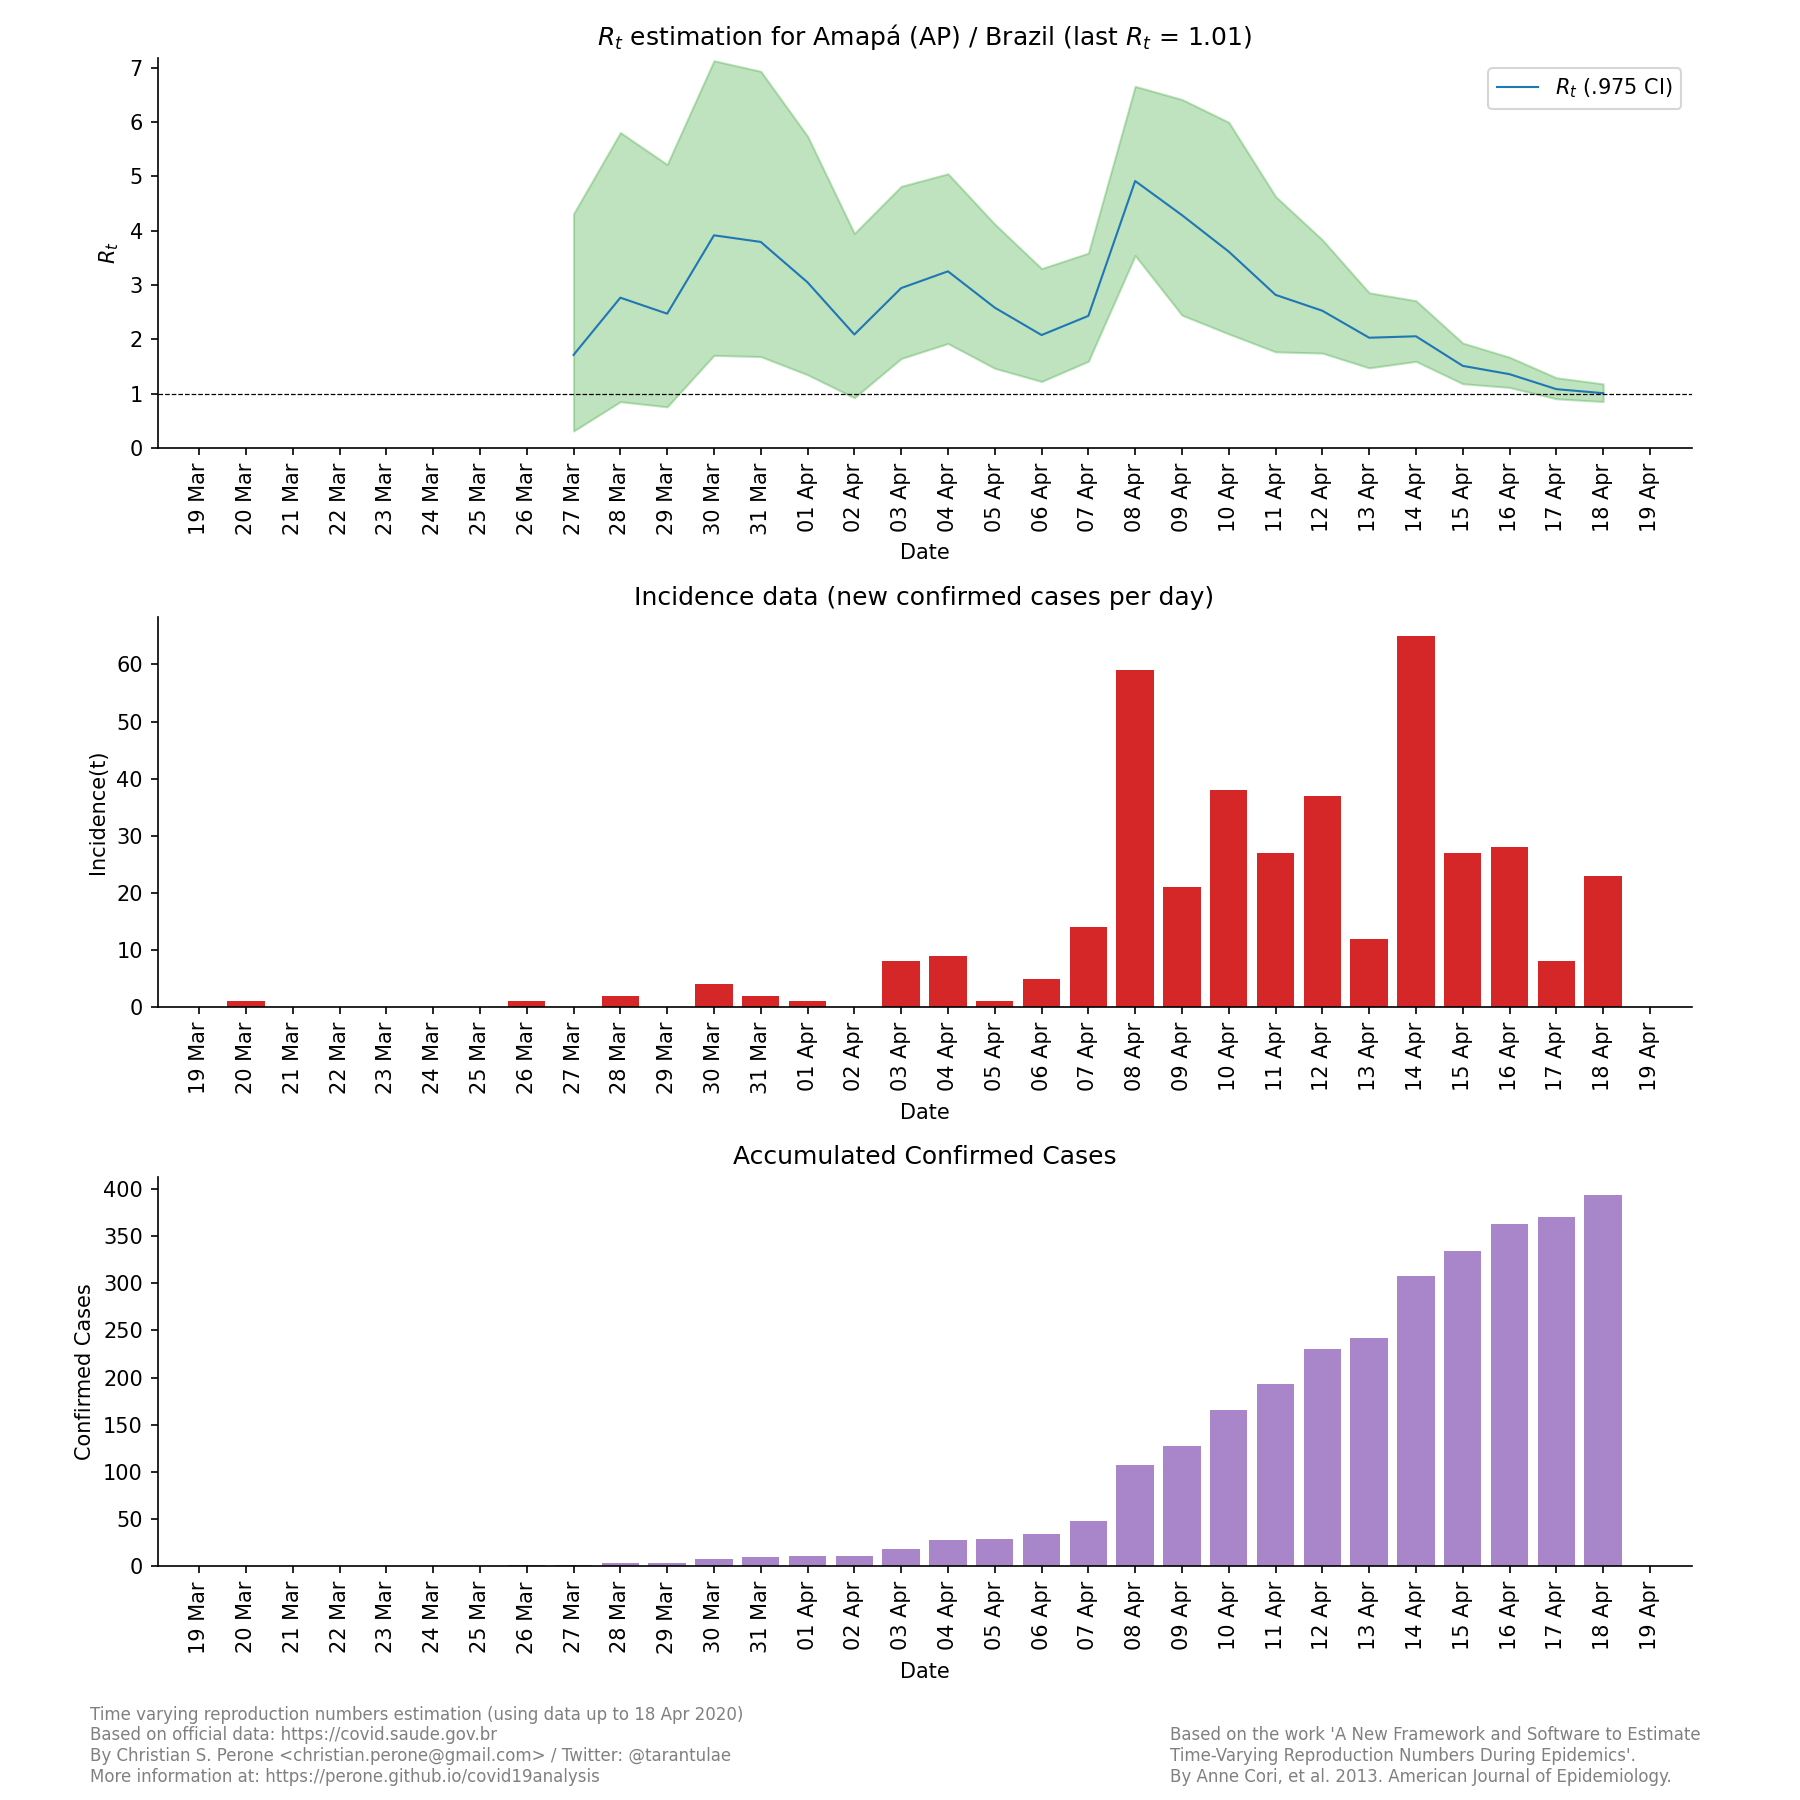 Rt estimation for Amapá (AP) / Brazil (last Rt = 1.01)
Rt (.975 CI)
7
6
5
4
3
2
1
0
Rt
19 Mar 20 Mar 21 Mar 22 Mar 23 Mar 24 Mar 25 Mar 26 Mar 27 Mar 28 Mar 29 Mar 30 Mar 31 Mar 01 Apr 02 Apr 03 Apr 04 Apr 05 Apr 06 Apr 07 Apr 08 Apr 09 Apr 10 Apr 11 Apr 12 Apr 13 Apr 14 Apr 15 Apr 16 Apr 17 Apr 18 Apr 19 Apr
Date
Incidence data (new confirmed cases per day)
60
50
40
30
20
10
0
Incidence(t)
19 Mar 20 Mar 21 Mar 22 Mar 23 Mar 24 Mar 25 Mar 26 Mar 27 Mar 28 Mar 29 Mar 30 Mar 31 Mar 01 Apr 02 Apr 03 Apr 04 Apr 05 Apr 06 Apr 07 Apr 08 Apr 09 Apr 10 Apr 11 Apr 12 Apr 13 Apr 14 Apr 15 Apr 16 Apr 17 Apr 18 Apr 19 Apr
Date
Accumulated Confirmed Cases
400
350
300
250
200
150
100
50
0
Confirmed Cases
19 Mar 20 Mar 21 Mar 22 Mar 23 Mar 24 Mar 25 Mar 26 Mar 27 Mar 28 Mar 29 Mar 30 Mar 31 Mar 01 Apr 02 Apr 03 Apr 04 Apr 05 Apr 06 Apr 07 Apr 08 Apr 09 Apr 10 Apr 11 Apr 12 Apr 13 Apr 14 Apr 15 Apr 16 Apr 17 Apr 18 Apr 19 Apr
Date
Time varying reproduction numbers estimation (using data up to 18 Apr 2020)
Based on official data: https://covid.saude.gov.br
By Christian S. Perone <christian.perone@gmail.com> / Twitter: @tarantulae
More information at: https://perone.github.io/covid19analysis
Based on the work 'A New Framework and Software to Estimate
Time-Varying Reproduction Numbers During Epidemics'.
By Anne Cori, et al. 2013. American Journal of Epidemiology.